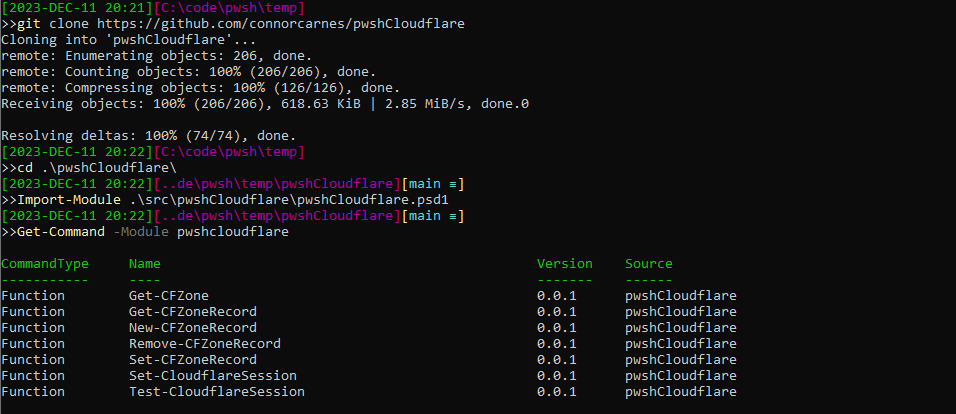 [2023-DEC-11 20:21][C:\code\pwsh\temp]
>>git clone https://github.com/connorcarnes/pwshCloudflare
Cloning into 'pwshCloudflare'...
remote: Enumerating objects: 206, done.
remote: Counting objects: 100% (206/206), done.
remote: Compressing objects: 100% (126/126), done.
Receiving objects: 100% (206/206), 618.63 KiB | 2.85 MiB/s, done.0
Resolving deltas: 100% (74/74), done.
[2023-DEC-11 20:22][C:\code\pwsh\temp]
>>cd .\pwshCloudflare\
[2023-DEC-11 20:22][..de\pwsh\temp\pwshCloudflare][main ≡]
>>Import-Module .\src\pwshCloudflare\pwshCloudflare.psd1
[2023-DEC-11 20:22][..de\pwsh\temp\pwshCloudflare][main ≡]
>>Get-Command -Module pwshcloudflare
CommandType     Name                                               Version    Source
-----------     ----                                               -------    ------
Function        Get-CFZone                                         0.0.1      pwshCloudflare
Function        Get-CFZoneRecord                                   0.0.1      pwshCloudflare
Function        New-CFZoneRecord                                   0.0.1      pwshCloudflare
Function        Remove-CFZoneRecord                                0.0.1      pwshCloudflare
Function        Set-CFZoneRecord                                   0.0.1      pwshCloudflare
Function        Set-CloudflareSession                              0.0.1      pwshCloudflare
Function        Test-CloudflareSession                             0.0.1      pwshCloudflare